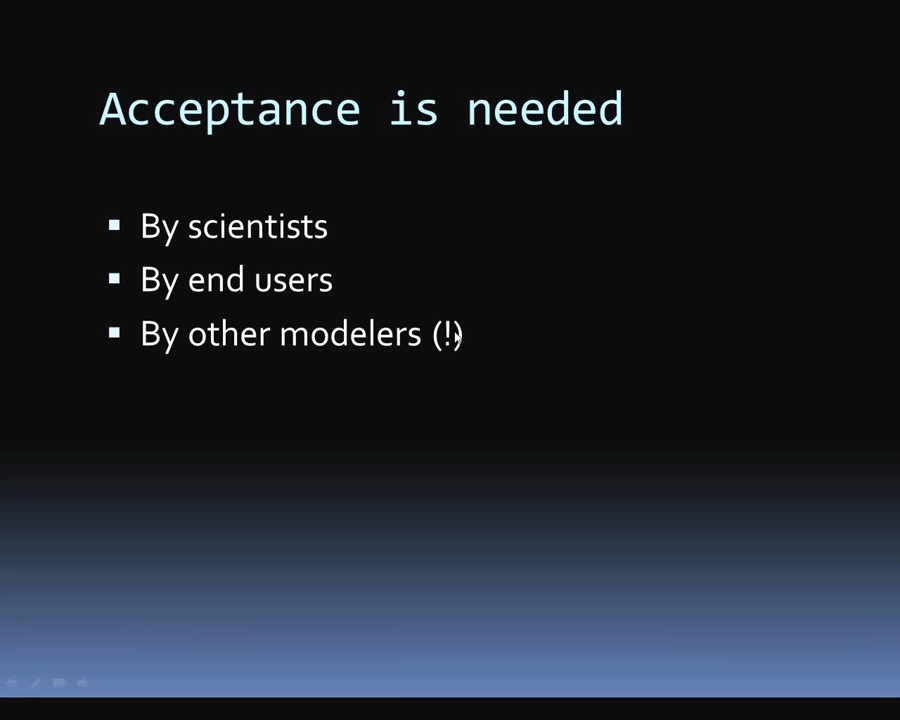 Acceptance is needed
By scientists
By end users
By other modelers (!)